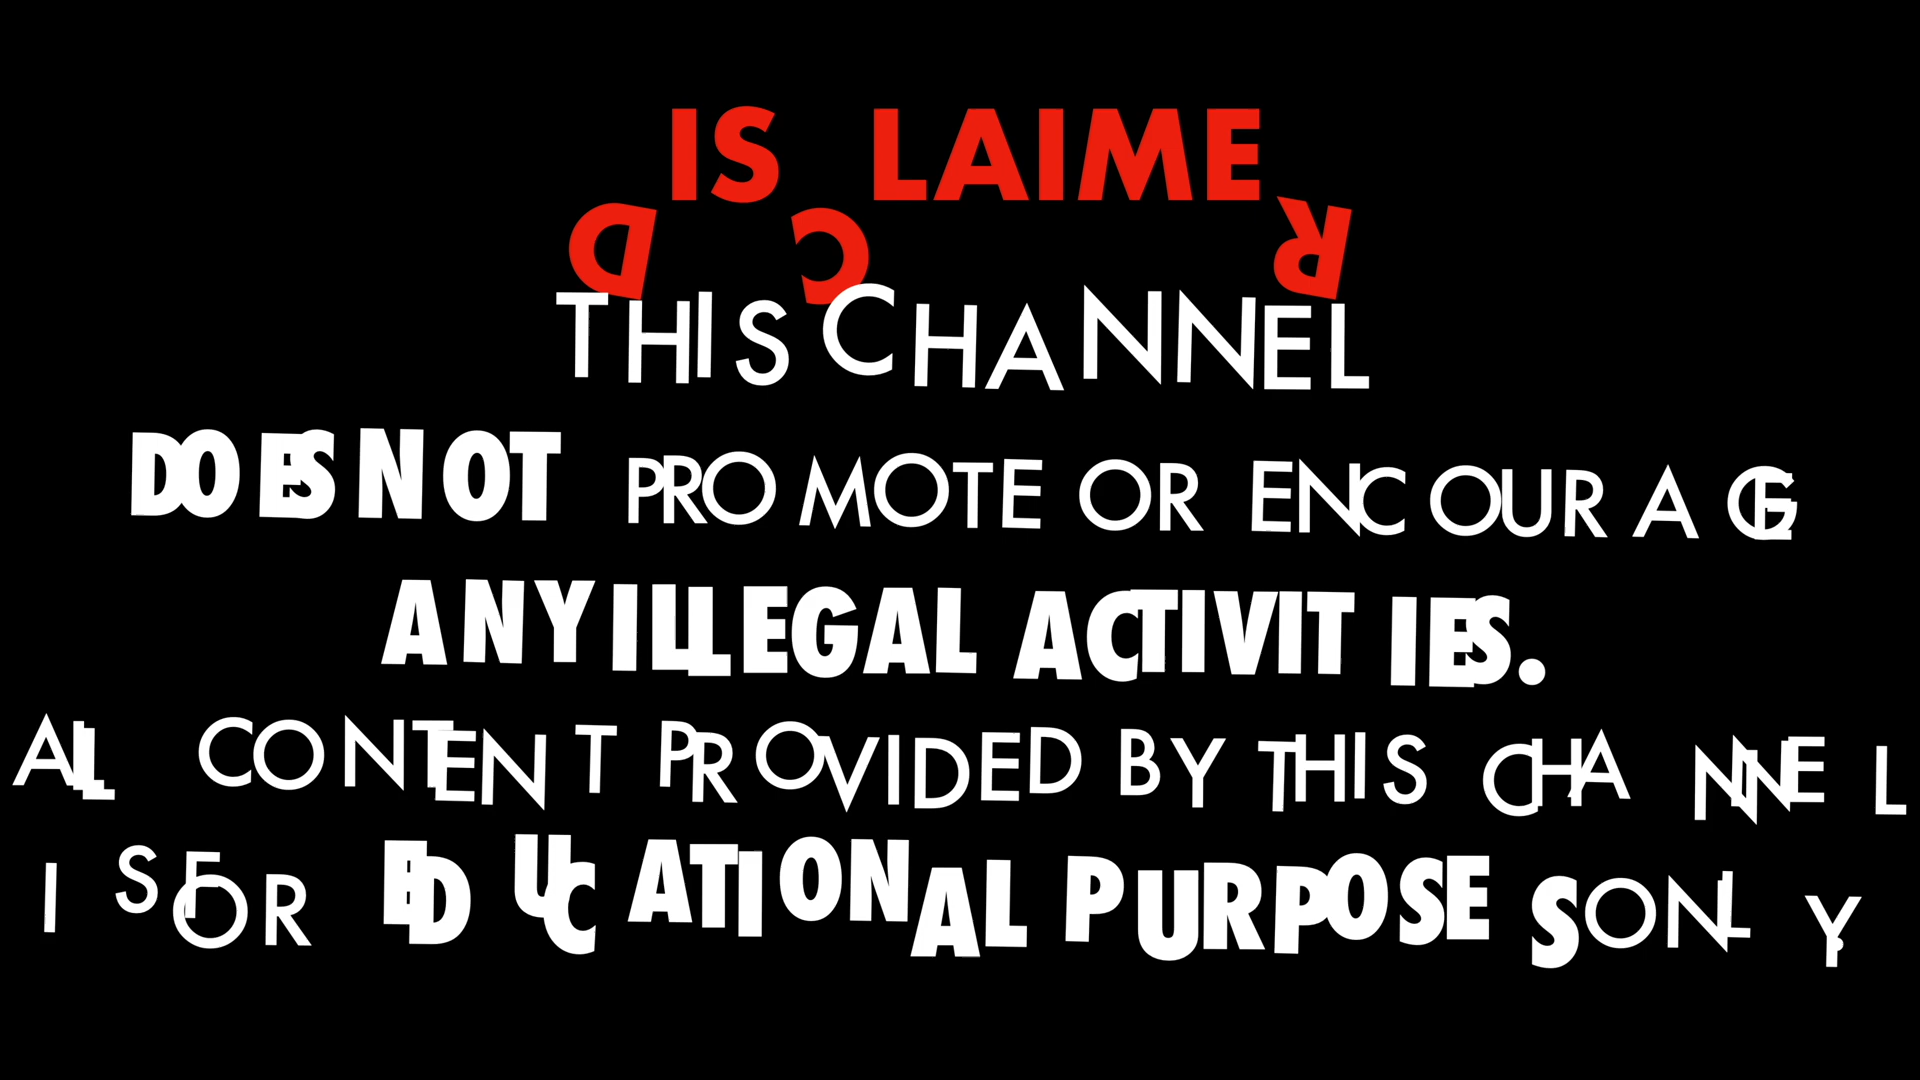 DISCLAIMER
THIS CHANNEL
DOES NOT PROMOTE OR ENCOURAGE
ANY ILLEGAL ACTIVITIES.
ALL CONTENT PROVIDED BY THIS CHANNEL
IS FOR EDUCATIONAL PURPOSES ONLY.